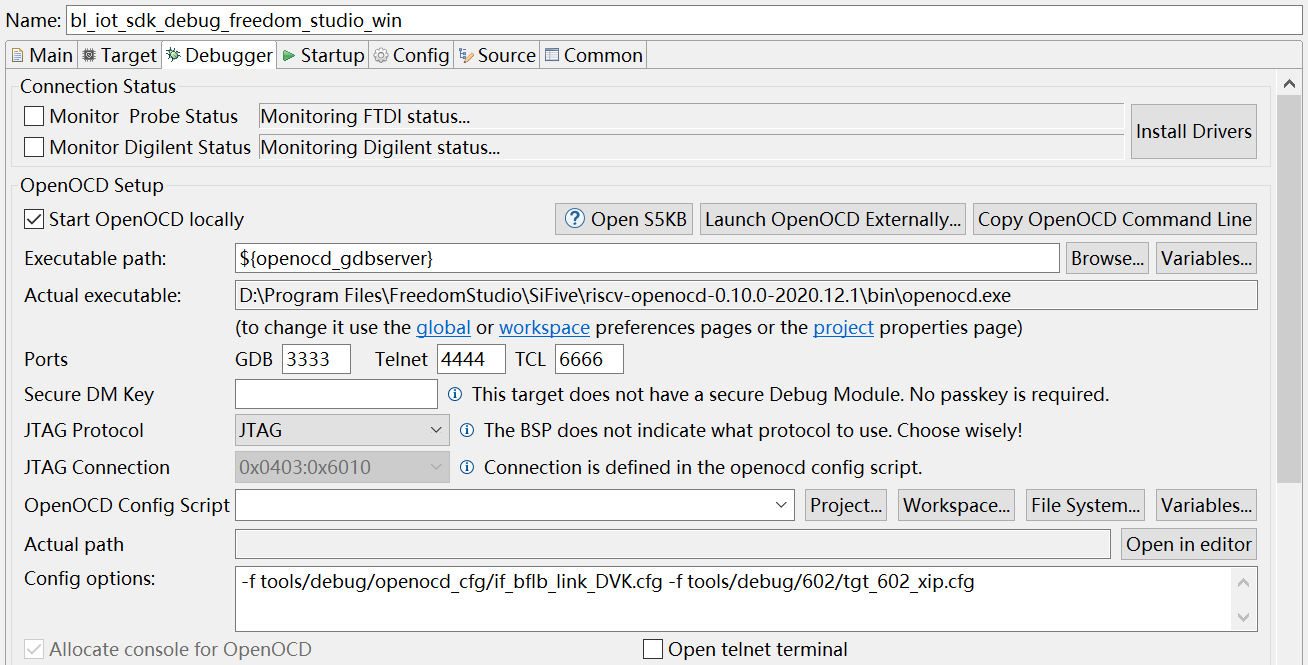 Name: bl_iot_sdk_debug_freedom_studio_win
Main Target Debugger Startup Config Source Common
Connection Status
Monitor  Probe Status Monitoring FTDI status...
Install Drivers
Monitor Digilent Status Monitoring Digilent status...
OpenOCD Setup
Start OpenOCD locally Open S5KB Launch OpenOCD Externally... Copy OpenOCD Command Line
Executable path: ${openocd_gdbserver} Browse... Variables...
Actual executable: D:\Program Files\FreedomStudio\SiFive\riscv-openocd-0.10.0-2020.12.1\bin\openocd.exe
(to change it use the global or workspace preferences pages or the project properties page)
Ports GDB 3333 Telnet 4444 TCL 6666
Secure DM Key This target does not have a secure Debug Module. No passkey is required.
JTAG Protocol JTAG The BSP does not indicate what protocol to use. Choose wisely!
JTAG Connection 0x0403:0x6010 Connection is defined in the openocd config script.
OpenOCD Config Script Project... Workspace... File System... Variables...
Actual path Open in editor
Config options: -f tools/debug/openocd_cfg/if_bflb_link_DVK.cfg -f tools/debug/602/tgt_602_xip.cfg
Allocate console for OpenOCD Open telnet terminal